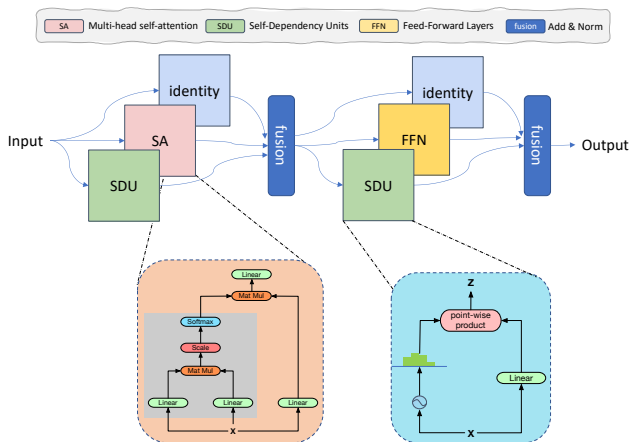 SA Multi-head self-attention SDU Self-Dependency Units FFN Feed-Forward Layers fusion Add & Norm
identity
identity
Input
SA
fusion
FFN
fusion
Output
SDU
SDU
Linear
Mat Mul
Softmax
Scale
Mat Mul
Linear
Linear
Linear
X
Z
point-wise
product
Linear
X